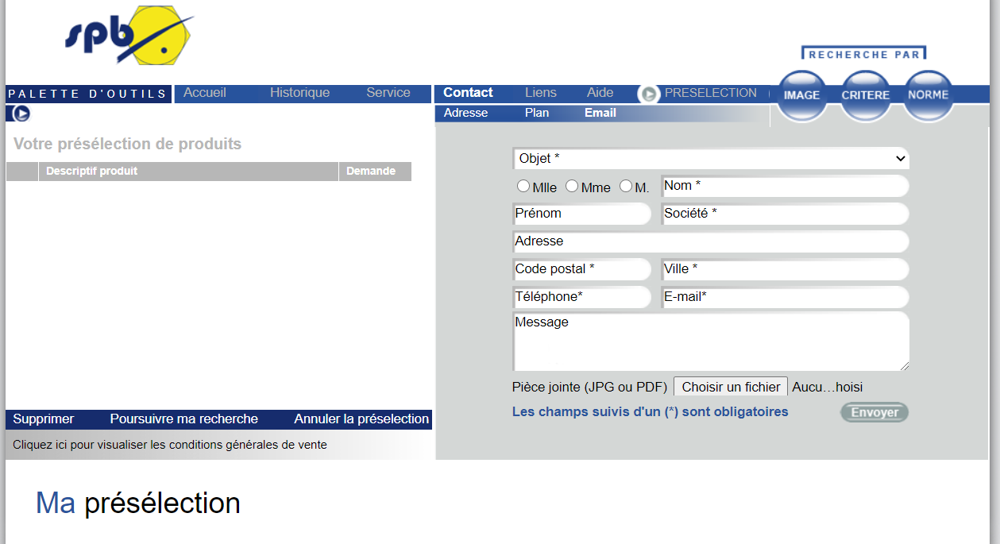 spb
RECHERCHE PAR
PALETTE D'OUTILS Accueil Historique Service Contact Liens Aide PRESELECTION IMAGE CRITERE NORME
Adresse Plan Email
Votre présélection de produits
Descriptif produit Demande
Objet *
Mlle Mme M. Nom *
Prénom Société *
Adresse
Code postal * Ville *
Téléphone* E-mail*
Message
Pièce jointe (JPG ou PDF) Choisir un fichier Aucu…hoisi
Les champs suivis d'un (*) sont obligatoires Envoyer
Supprimer Poursuivre ma recherche Annuler la préselection
Cliquez ici pour visualiser les conditions générales de vente
Ma présélection